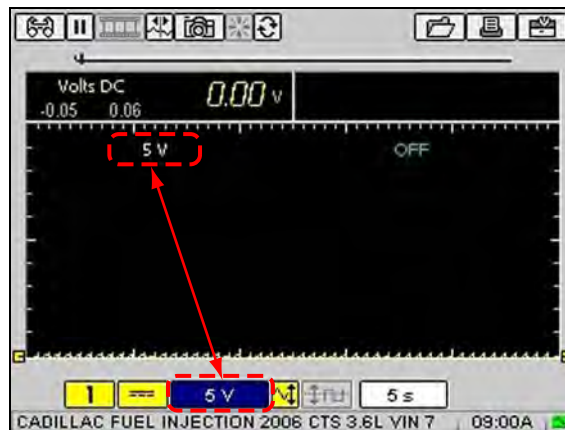 Volts DC
0.00 v
-0.05 0.06
5 V OFF
1 5 V 5 s
CADILLAC FUEL INJECTION 2006 CTS 3.6L VIN 7 09:00A